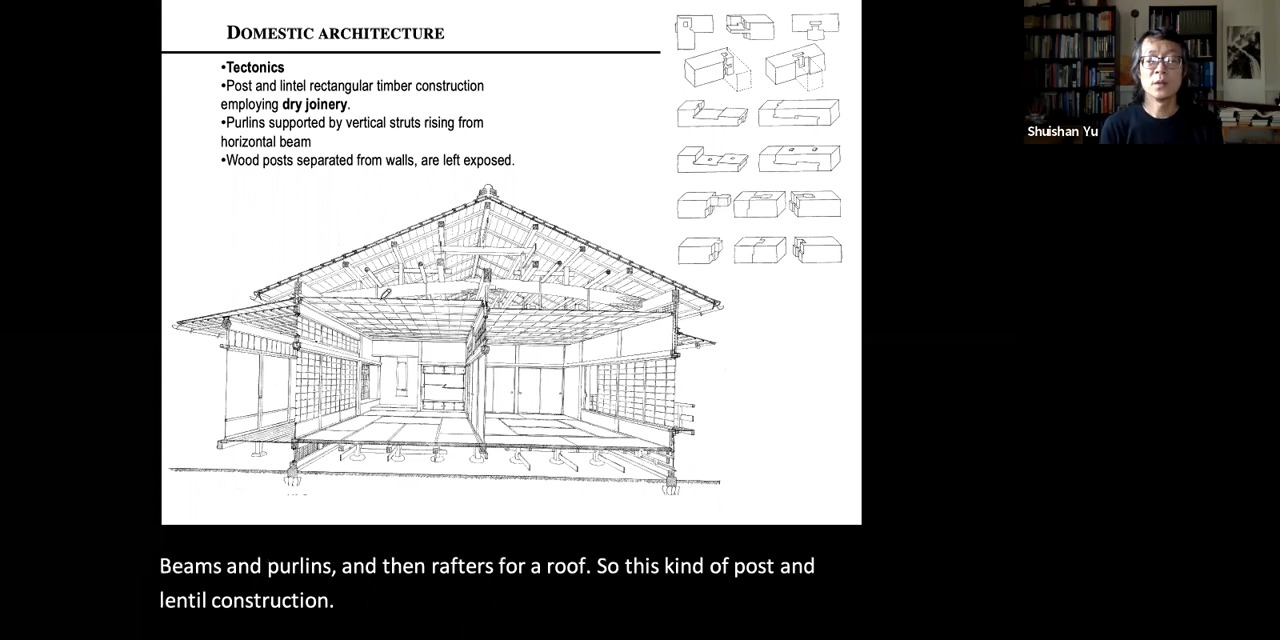 DOMESTIC ARCHITECTURE
•Tectonics
•Post and lintel rectangular timber construction
employing dry joinery.
•Purlins supported by vertical struts rising from
horizontal beam
•Wood posts separated from walls, are left exposed.
Shuishan Yu
Beams and purlins, and then rafters for a roof. So this kind of post and
lentil construction.